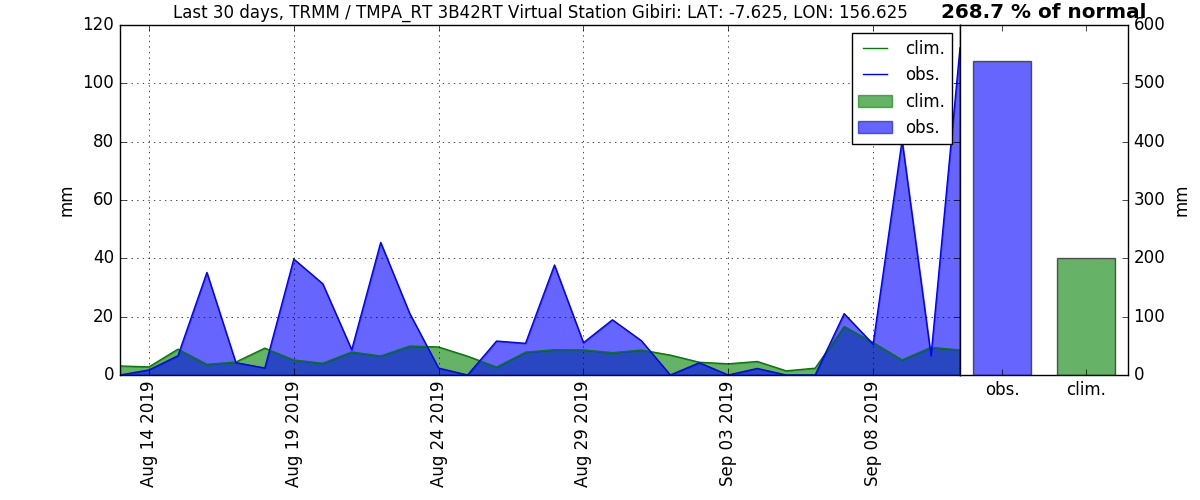 Last 30 days, TRMM / TMPA_RT 3B42RT Virtual Station Gibiri: LAT: -7.625, LON: 156.625
268.7 % of normal
120
100
80
60
40
20
0
mm
clim.
obs.
clim.
obs.
Aug 14 2019
Aug 19 2019
Aug 24 2019
Aug 29 2019
Sep 03 2019
Sep 08 2019
600
500
400
300
200
100
0
mm
obs.
clim.